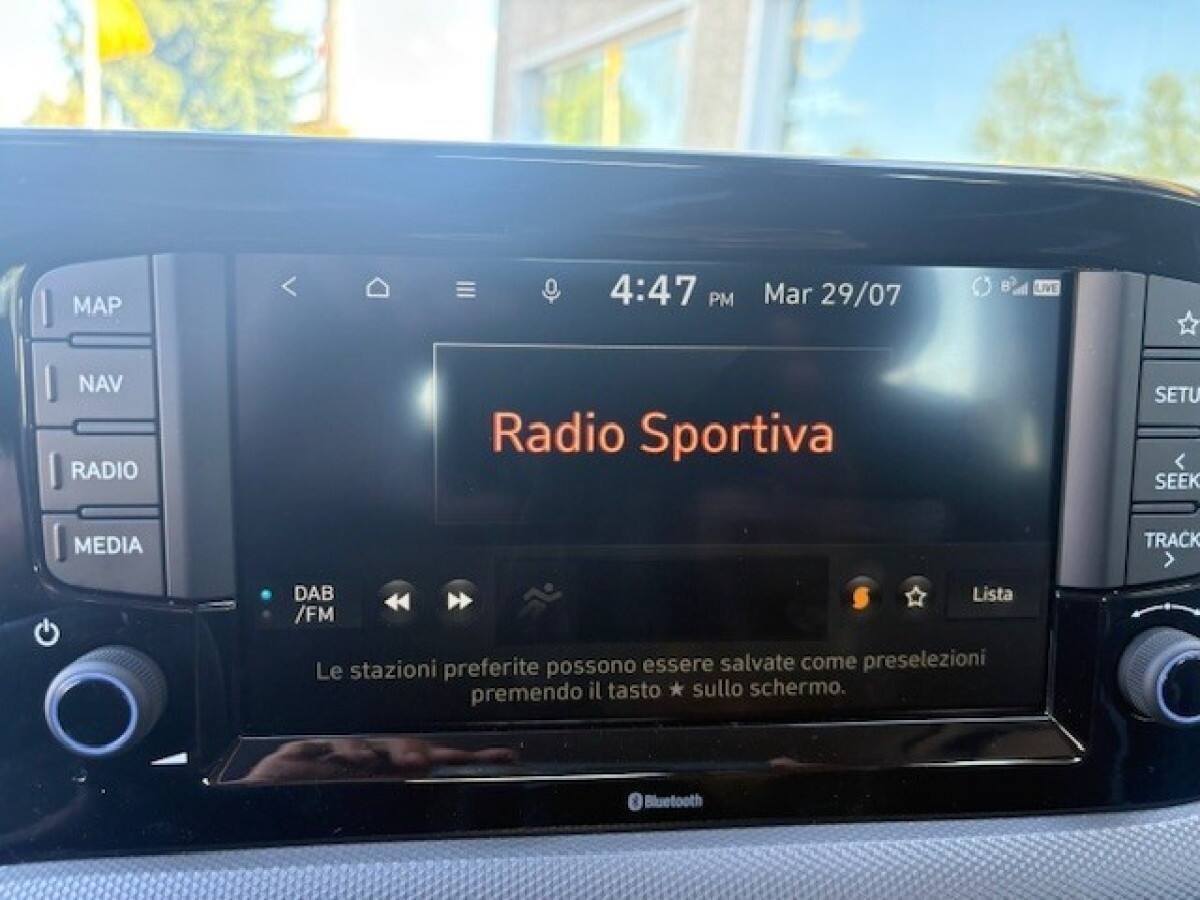 4:47 PM Mar 29/07 LIVE
MAP
NAV
RADIO
MEDIA
Radio Sportiva
DAB
/FM
Lista
Le stazioni preferite possono essere salvate come preselezioni
premendo il tasto ★ sullo schermo.
SETU
SEEK
TRACK
Bluetooth